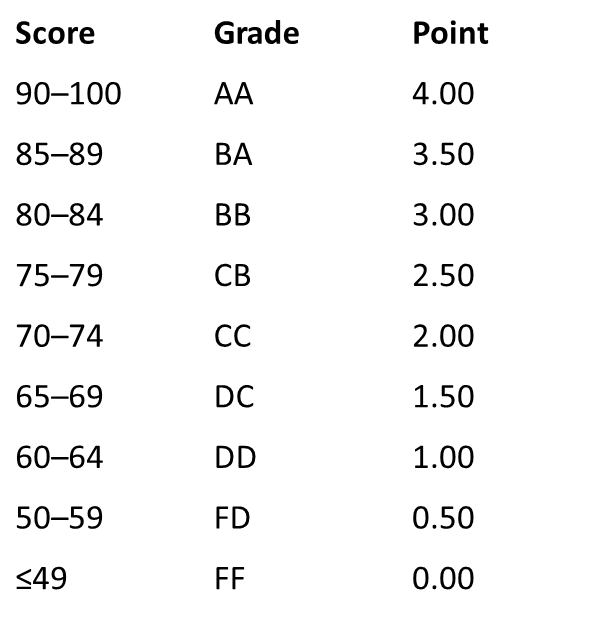 Score Grade Point
90–100 AA 4.00
85–89 BA 3.50
80–84 BB 3.00
75–79 CB 2.50
70–74 CC 2.00
65–69 DC 1.50
60–64 DD 1.00
50–59 FD 0.50
≤49 FF 0.00